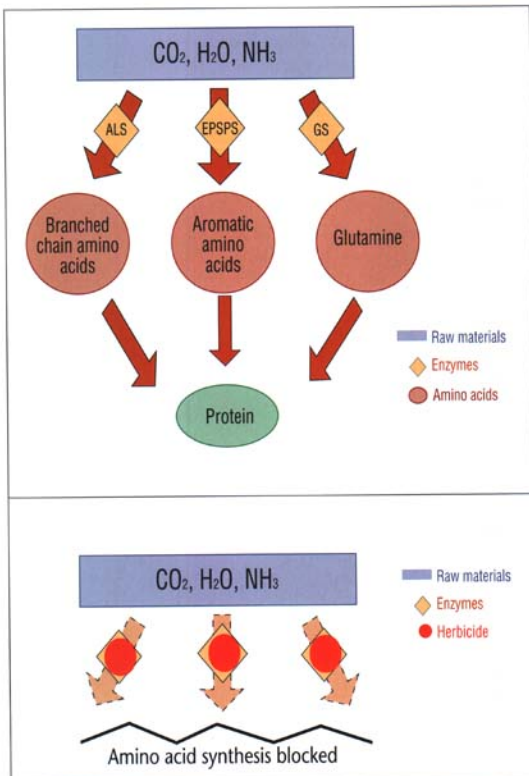 CO₂, H₂O, NH₃
ALS
EPSPS
GS
Branched
chain amino
acids
Aromatic
amino
acids
Glutamine
Protein
Raw materials
Enzymes
Amino acids
CO₂, H₂O, NH₃
Raw materials
Enzymes
Herbicide
Amino acid synthesis blocked